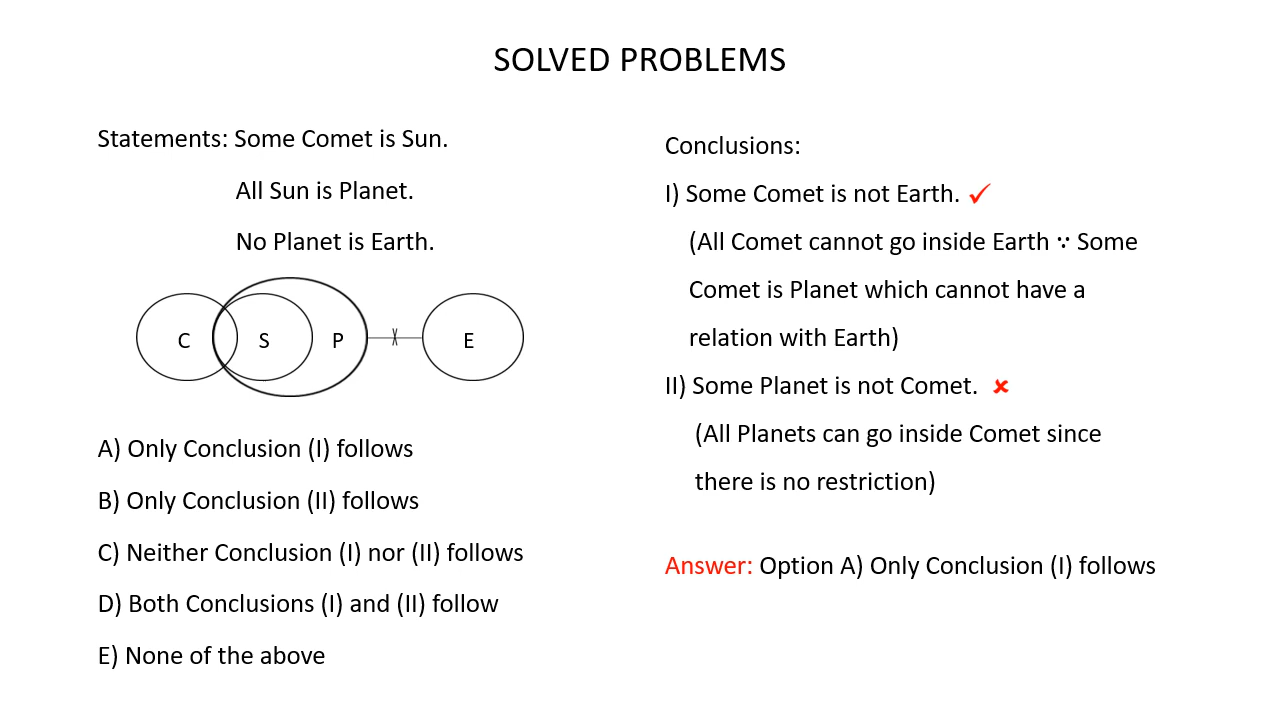 SOLVED PROBLEMS
Statements: Some Comet is Sun.
All Sun is Planet.
No Planet is Earth.
C S P E
A) Only Conclusion (I) follows
B) Only Conclusion (II) follows
C) Neither Conclusion (I) nor (II) follows
D) Both Conclusions (I) and (II) follow
E) None of the above
Conclusions:
I) Some Comet is not Earth. ✓
(All Comet cannot go inside Earth ∵ Some
Comet is Planet which cannot have a
relation with Earth)
II) Some Planet is not Comet. ✘
(All Planets can go inside Comet since
there is no restriction)
Answer: Option A) Only Conclusion (I) follows